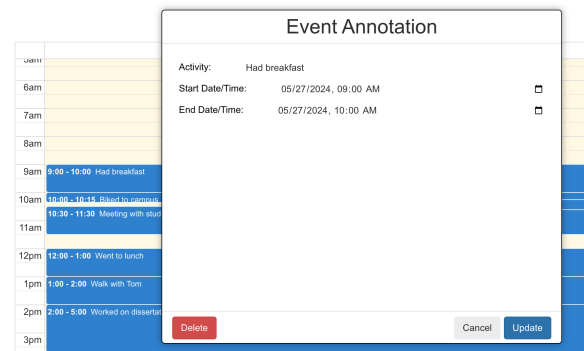 Event Annotation
Activity: Had breakfast
Start Date/Time: 05/27/2024, 09:00 AM
End Date/Time: 05/27/2024, 10:00 AM
5am
6am
7am
8am
9am 9:00 - 10:00 Had breakfast
10am 10:00 - 10:15 Biked to campus
10:30 - 11:30 Meeting with stud
11am
12pm 12:00 - 1:00 Went to lunch
1pm 1:00 - 2:00 Walk with Tom
2pm 2:00 - 5:00 Worked on dissertat
3pm
Delete Cancel Update